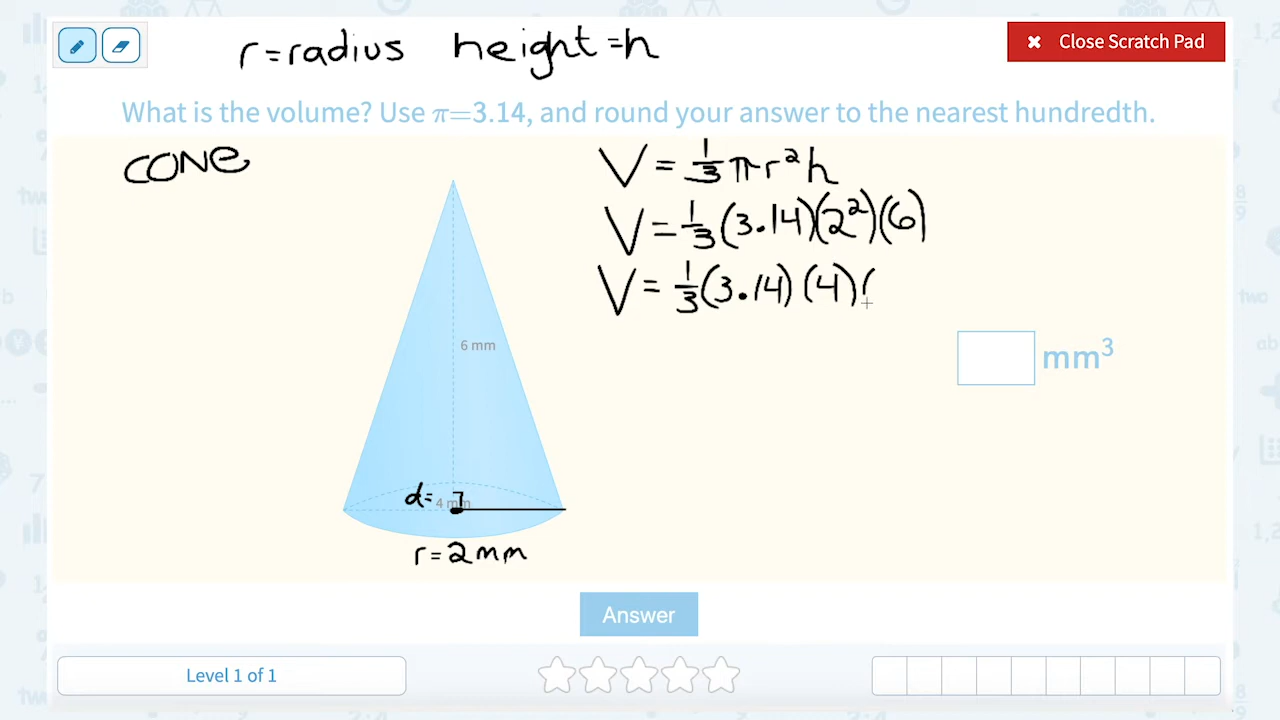 r=radius height=h
Close Scratch Pad
What is the volume? Use π=3.14, and round your answer to the nearest hundredth.
CONE
V = 1/3 πr²h
V = 1/3 (3.14)(2²)(6)
V = 1/3 (3.14) (4)(
6 mm
mm³
d= 4 mm
r=2mm
Answer
Level 1 of 1